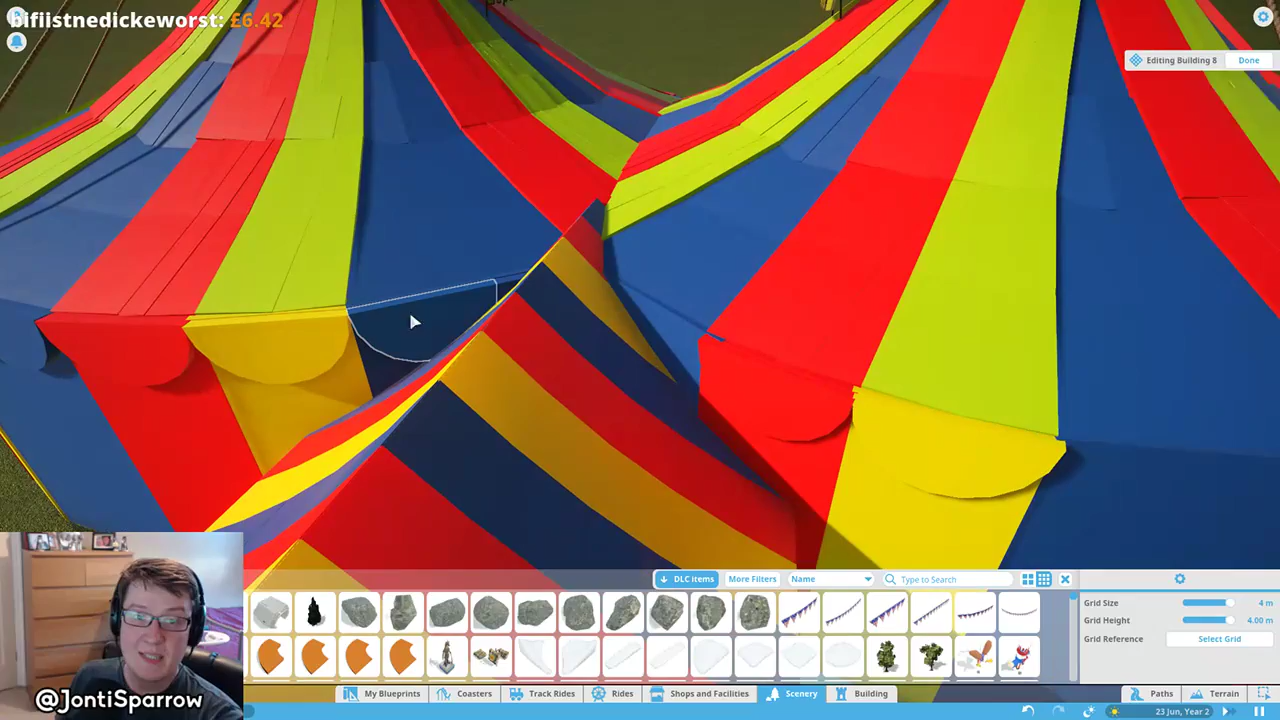 bifiistnedickeworst: £6.42
Editing Building 8 Done
DLC items More Filters Name Type to Search
Grid Size 4 m
Grid Height 4.00 m
Grid Reference Select Grid
@JontiSparrow
My Blueprints Coasters Track Rides Rides Shops and Facilities Scenery Building Paths Terrain
23 Jun, Year 2